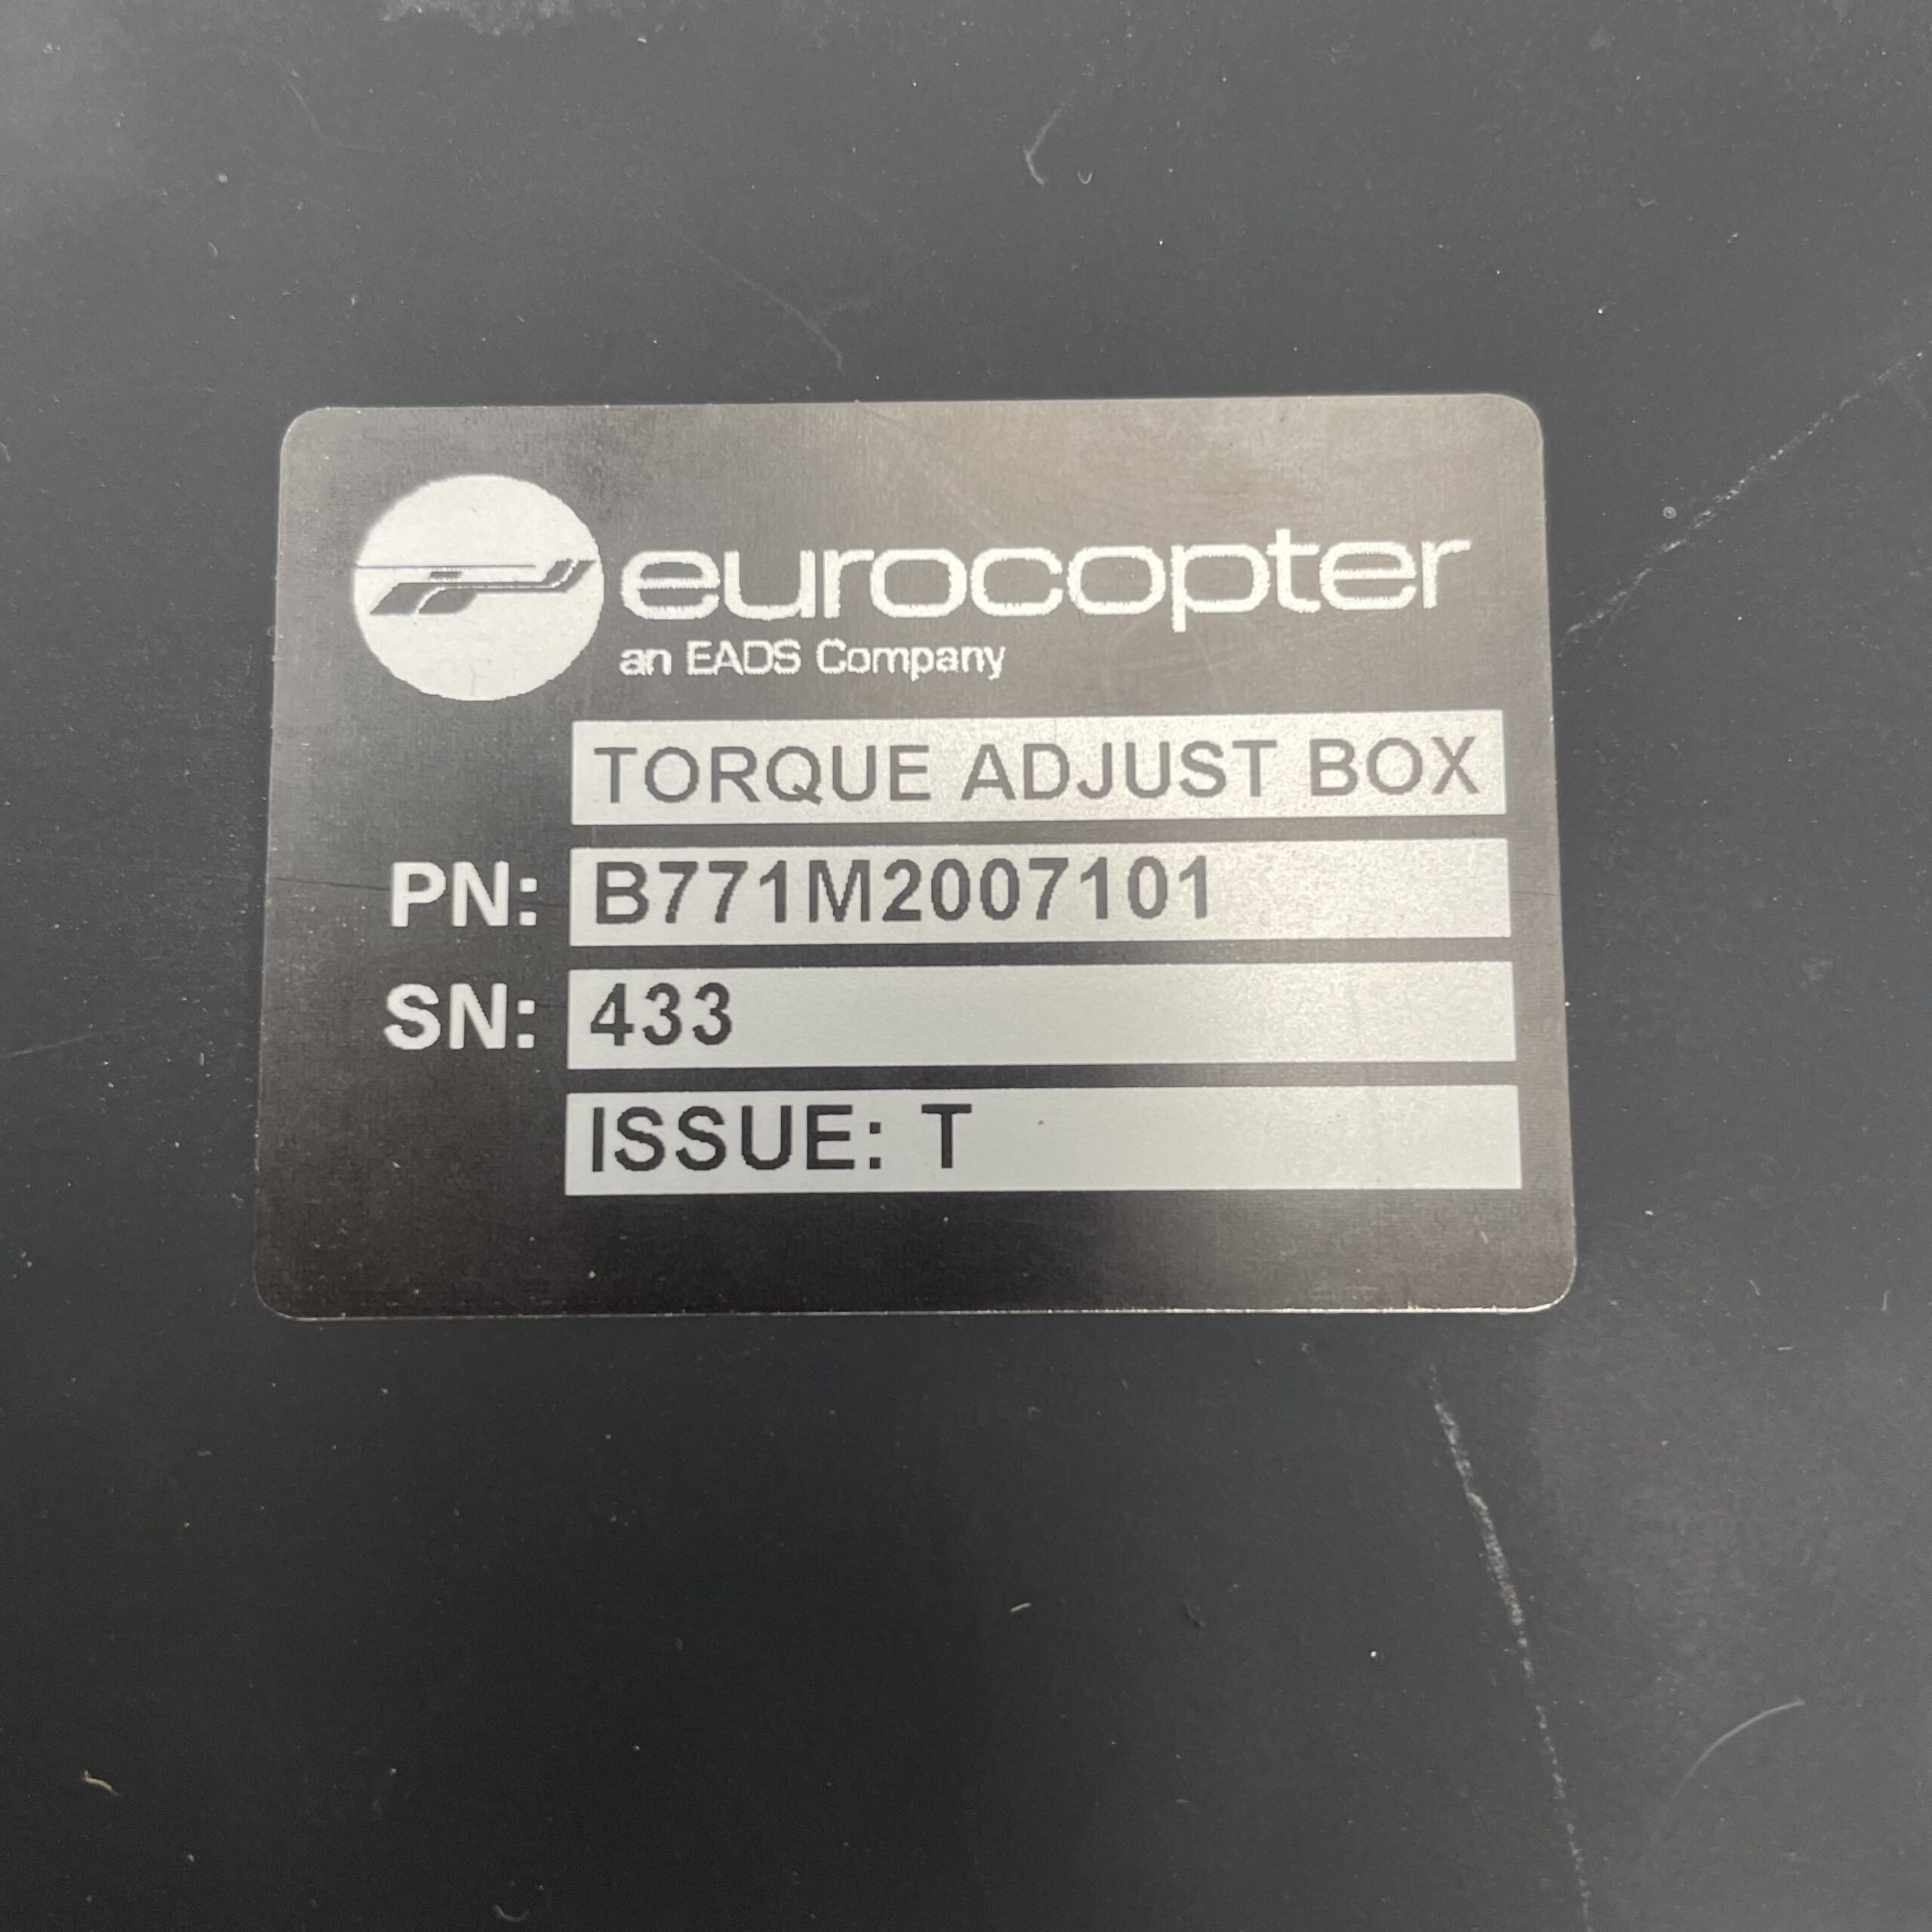 eurocopter
an EADS Company
TORQUE ADJUST BOX
PN: B771M2007101
SN: 433
ISSUE: T